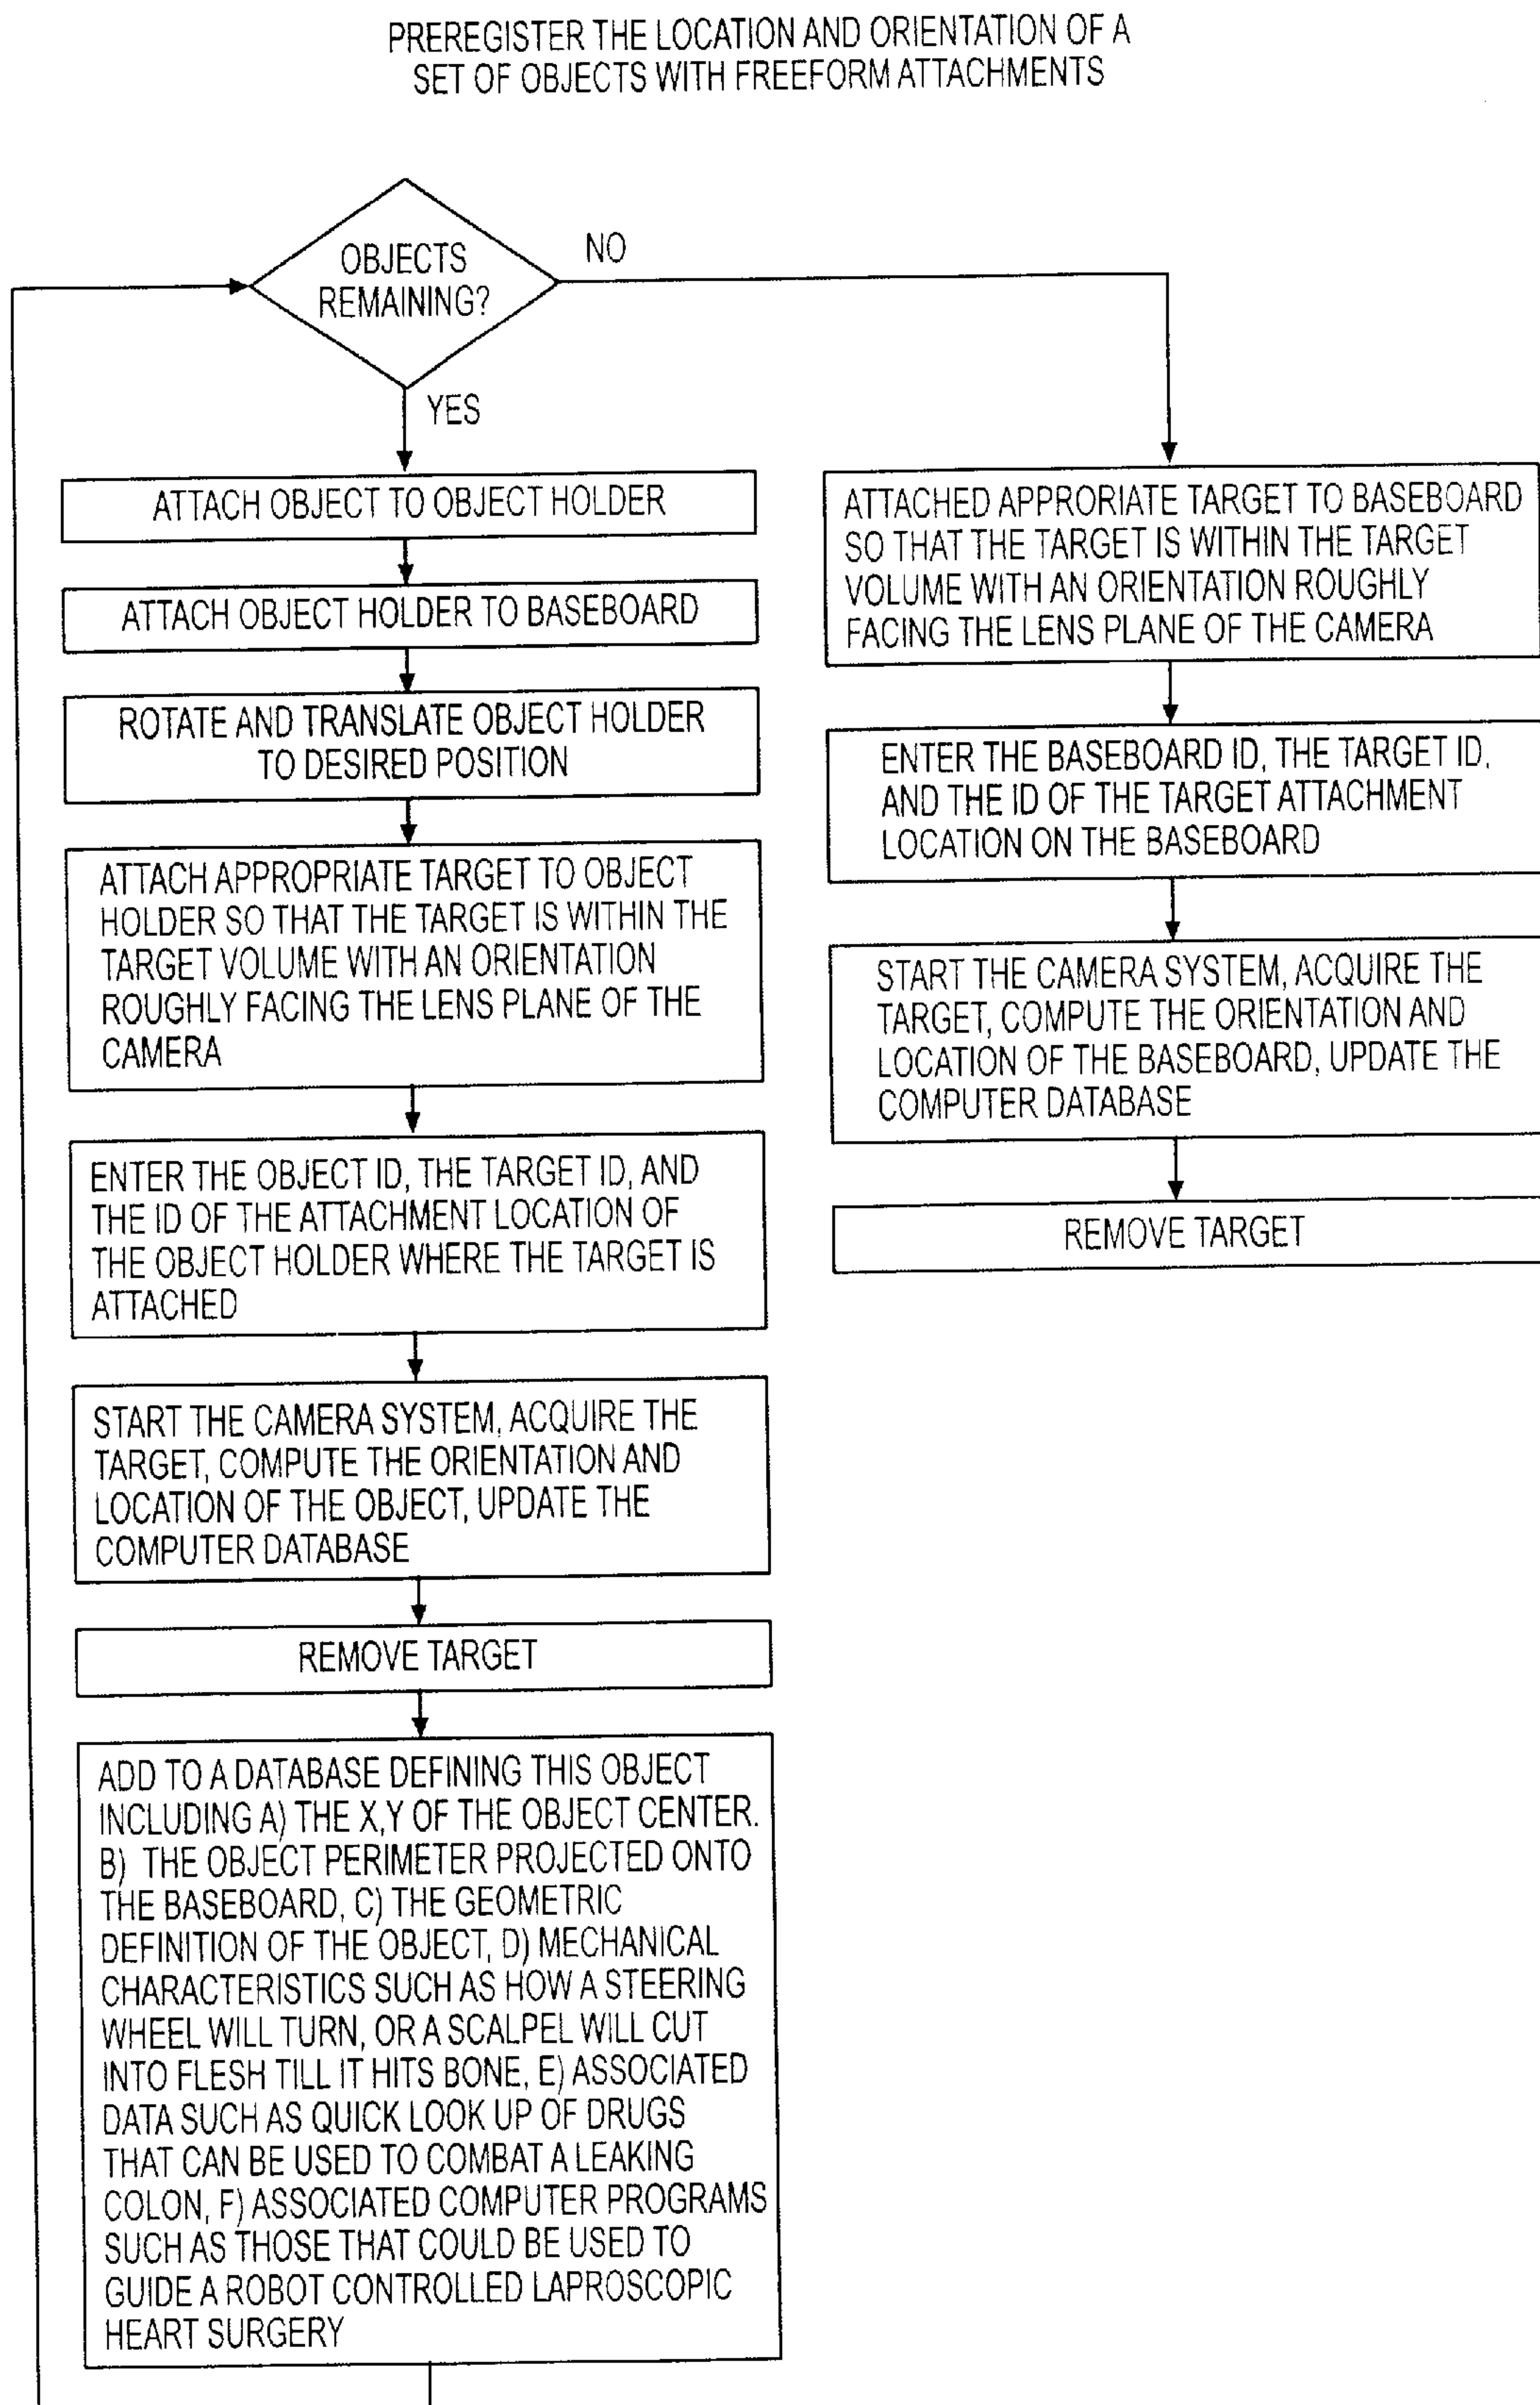 PREREGISTER THE LOCATION AND ORIENTATION OF A
SET OF OBJECTS WITH FREEFORM ATTACHMENTS
OBJECTS
REMAINING?
NO
YES
ATTACH OBJECT TO OBJECT HOLDER
ATTACH OBJECT HOLDER TO BASEBOARD
ROTATE AND TRANSLATE OBJECT HOLDER
TO DESIRED POSITION
ATTACH APPROPRIATE TARGET TO OBJECT
HOLDER SO THAT THE TARGET IS WITHIN THE
TARGET VOLUME WITH AN ORIENTATION
ROUGHLY FACING THE LENS PLANE OF THE
CAMERA
ENTER THE OBJECT ID, THE TARGET ID, AND
THE ID OF THE ATTACHMENT LOCATION OF
THE OBJECT HOLDER WHERE THE TARGET IS
ATTACHED
START THE CAMERA SYSTEM, ACQUIRE THE
TARGET, COMPUTE THE ORIENTATION AND
LOCATION OF THE OBJECT, UPDATE THE
COMPUTER DATABASE
REMOVE TARGET
ADD TO A DATABASE DEFINING THIS OBJECT
INCLUDING A) THE X,Y OF THE OBJECT CENTER.
B) THE OBJECT PERIMETER PROJECTED ONTO
THE BASEBOARD, C) THE GEOMETRIC
DEFINITION OF THE OBJECT, D) MECHANICAL
CHARACTERISTICS SUCH AS HOW A STEERING
WHEEL WILL TURN, OR A SCALPEL WILL CUT
INTO FLESH TILL IT HITS BONE, E) ASSOCIATED
DATA SUCH AS QUICK LOOK UP OF DRUGS
THAT CAN BE USED TO COMBAT A LEAKING
COLON, F) ASSOCIATED COMPUTER PROGRAMS
SUCH AS THOSE THAT COULD BE USED TO
GUIDE A ROBOT CONTROLLED LAPROSCOPIC
HEART SURGERY
ATTACHED APPRORIATE TARGET TO BASEBOARD
SO THAT THE TARGET IS WITHIN THE TARGET
VOLUME WITH AN ORIENTATION ROUGHLY
FACING THE LENS PLANE OF THE CAMERA
ENTER THE BASEBOARD ID, THE TARGET ID,
AND THE ID OF THE TARGET ATTACHMENT
LOCATION ON THE BASEBOARD
START THE CAMERA SYSTEM, ACQUIRE THE
TARGET, COMPUTE THE ORIENTATION AND
LOCATION OF THE BASEBOARD, UPDATE THE
COMPUTER DATABASE
REMOVE TARGET